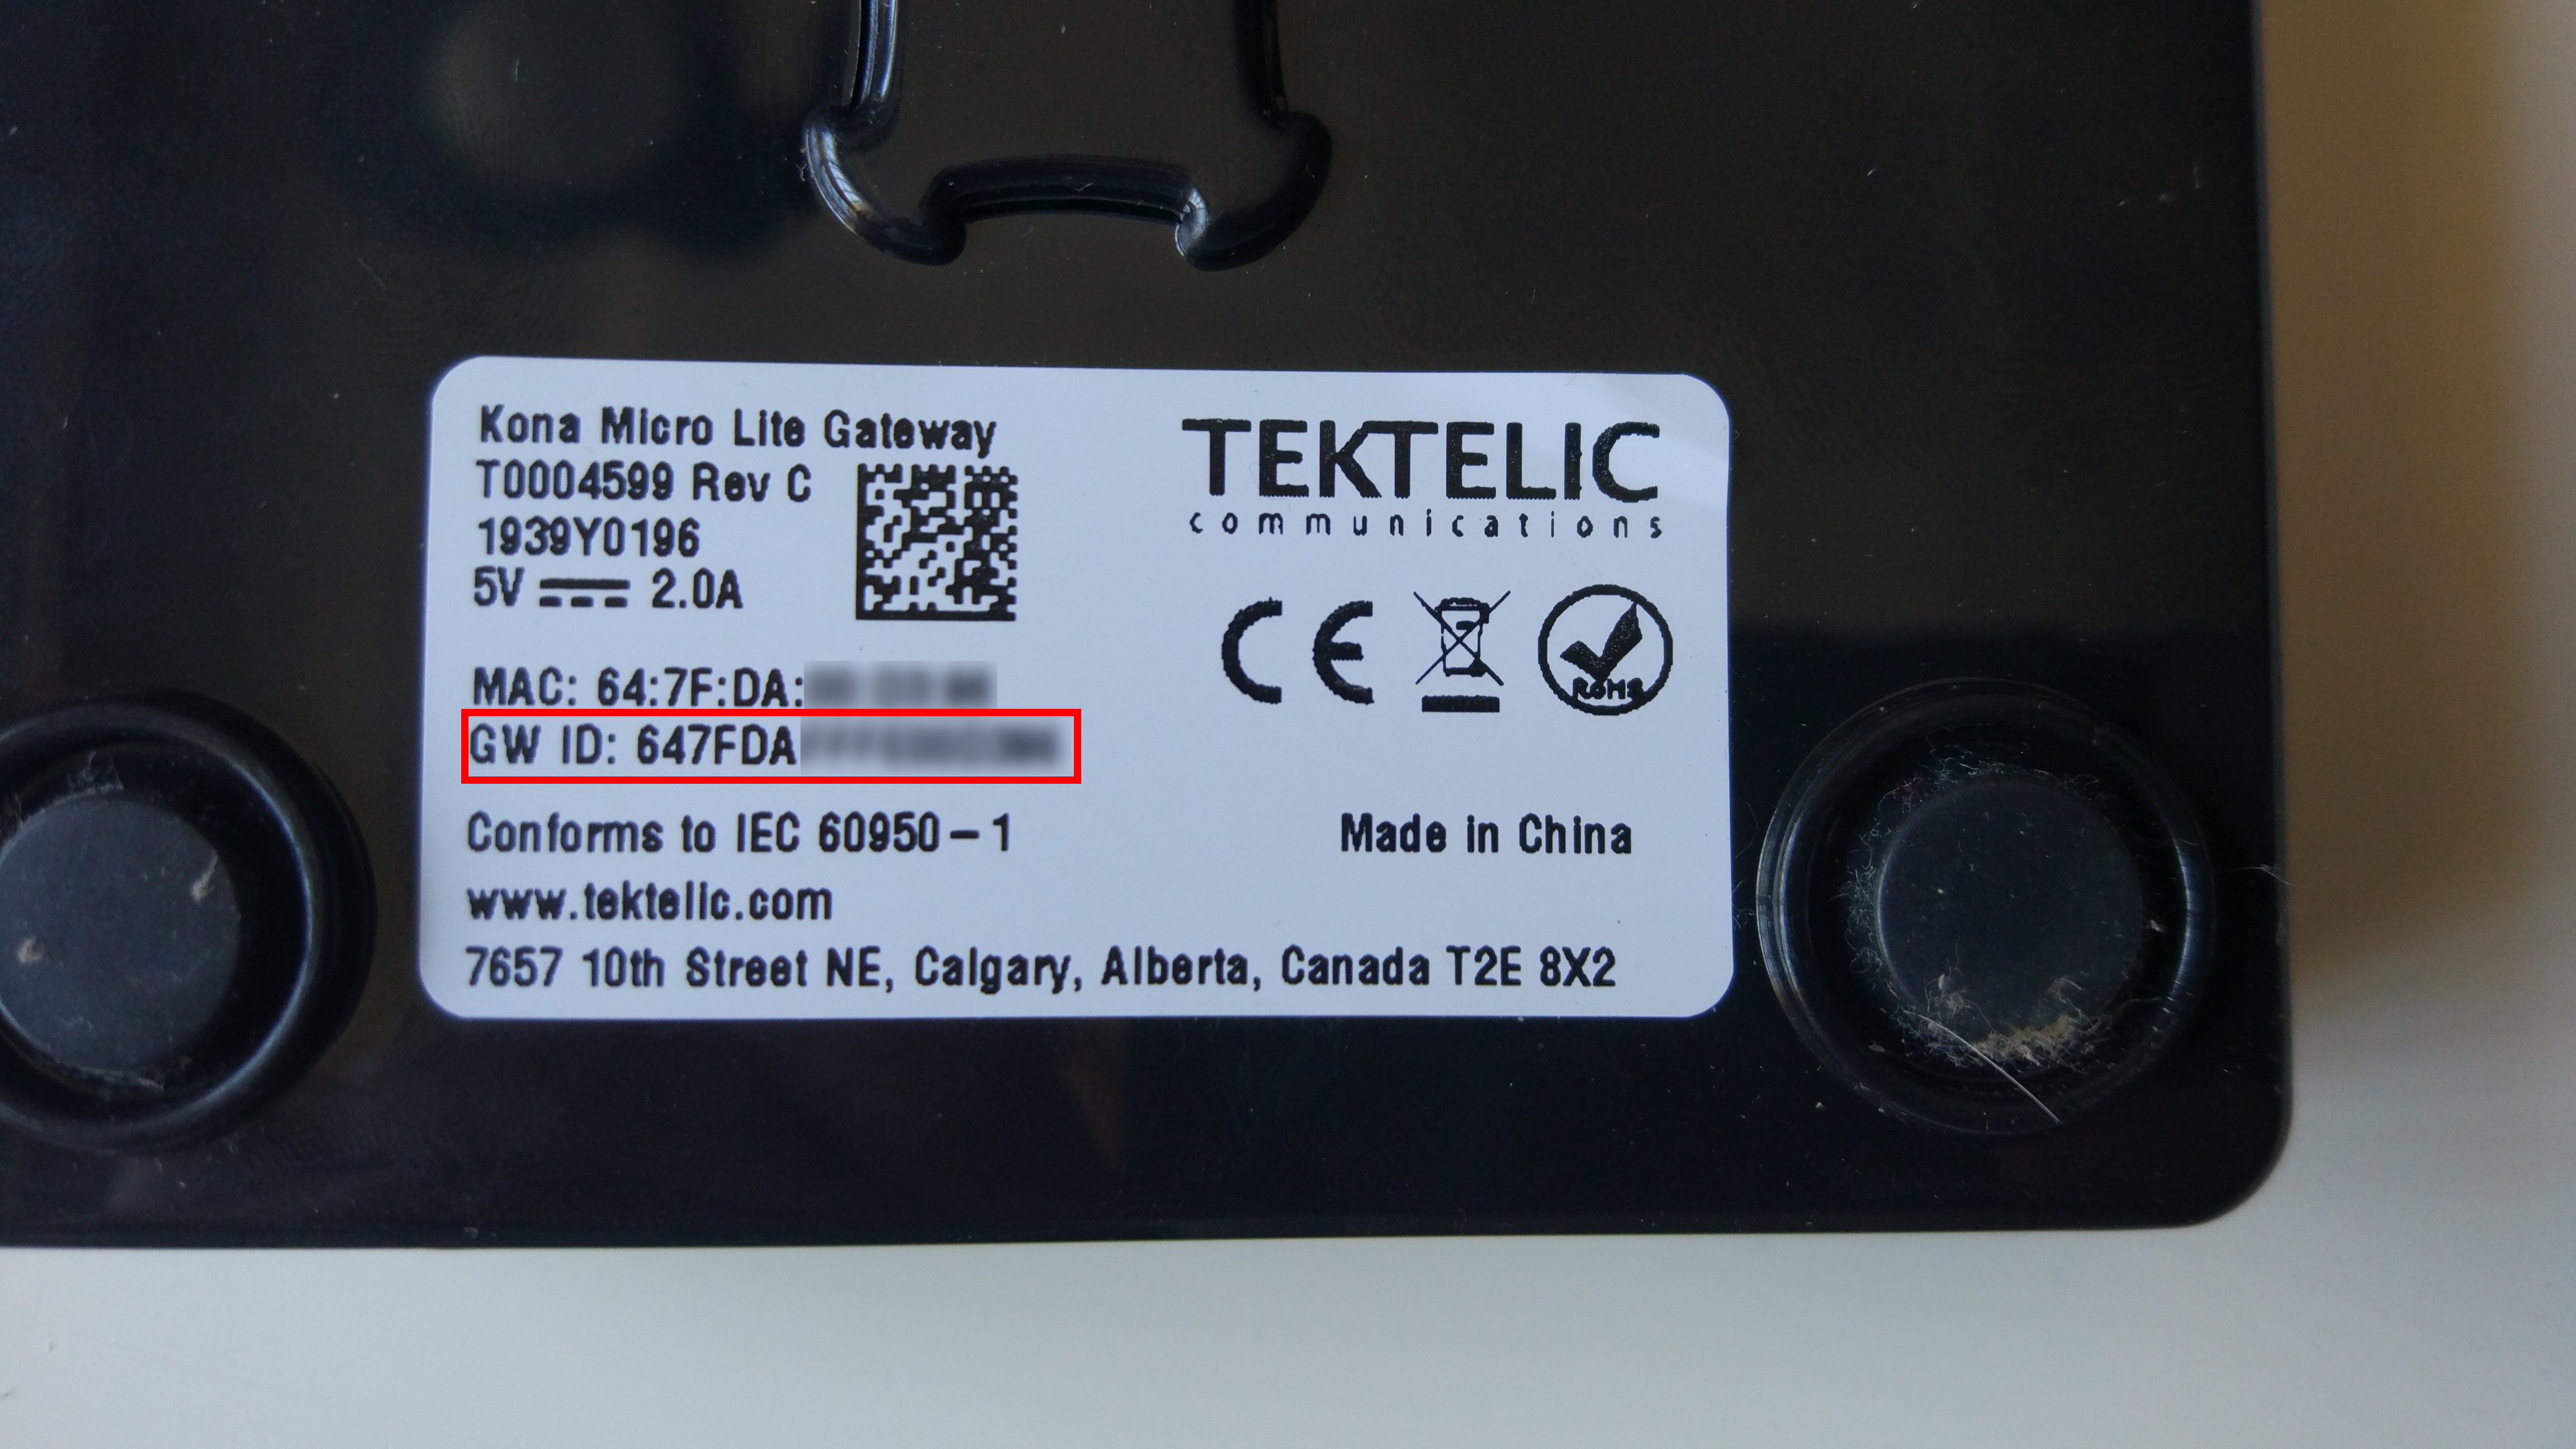 Kona Micro Lite Gateway
T0004599 Rev C
1939Y0196
5V 2.0A
TEKTELIC
communications
CE
RoHS
MAC: 64:7F:DA:
GW ID: 647FDA
Conforms to IEC 60950-1
Made in China
www.tektelic.com
7657 10th Street NE, Calgary, Alberta, Canada T2E 8X2